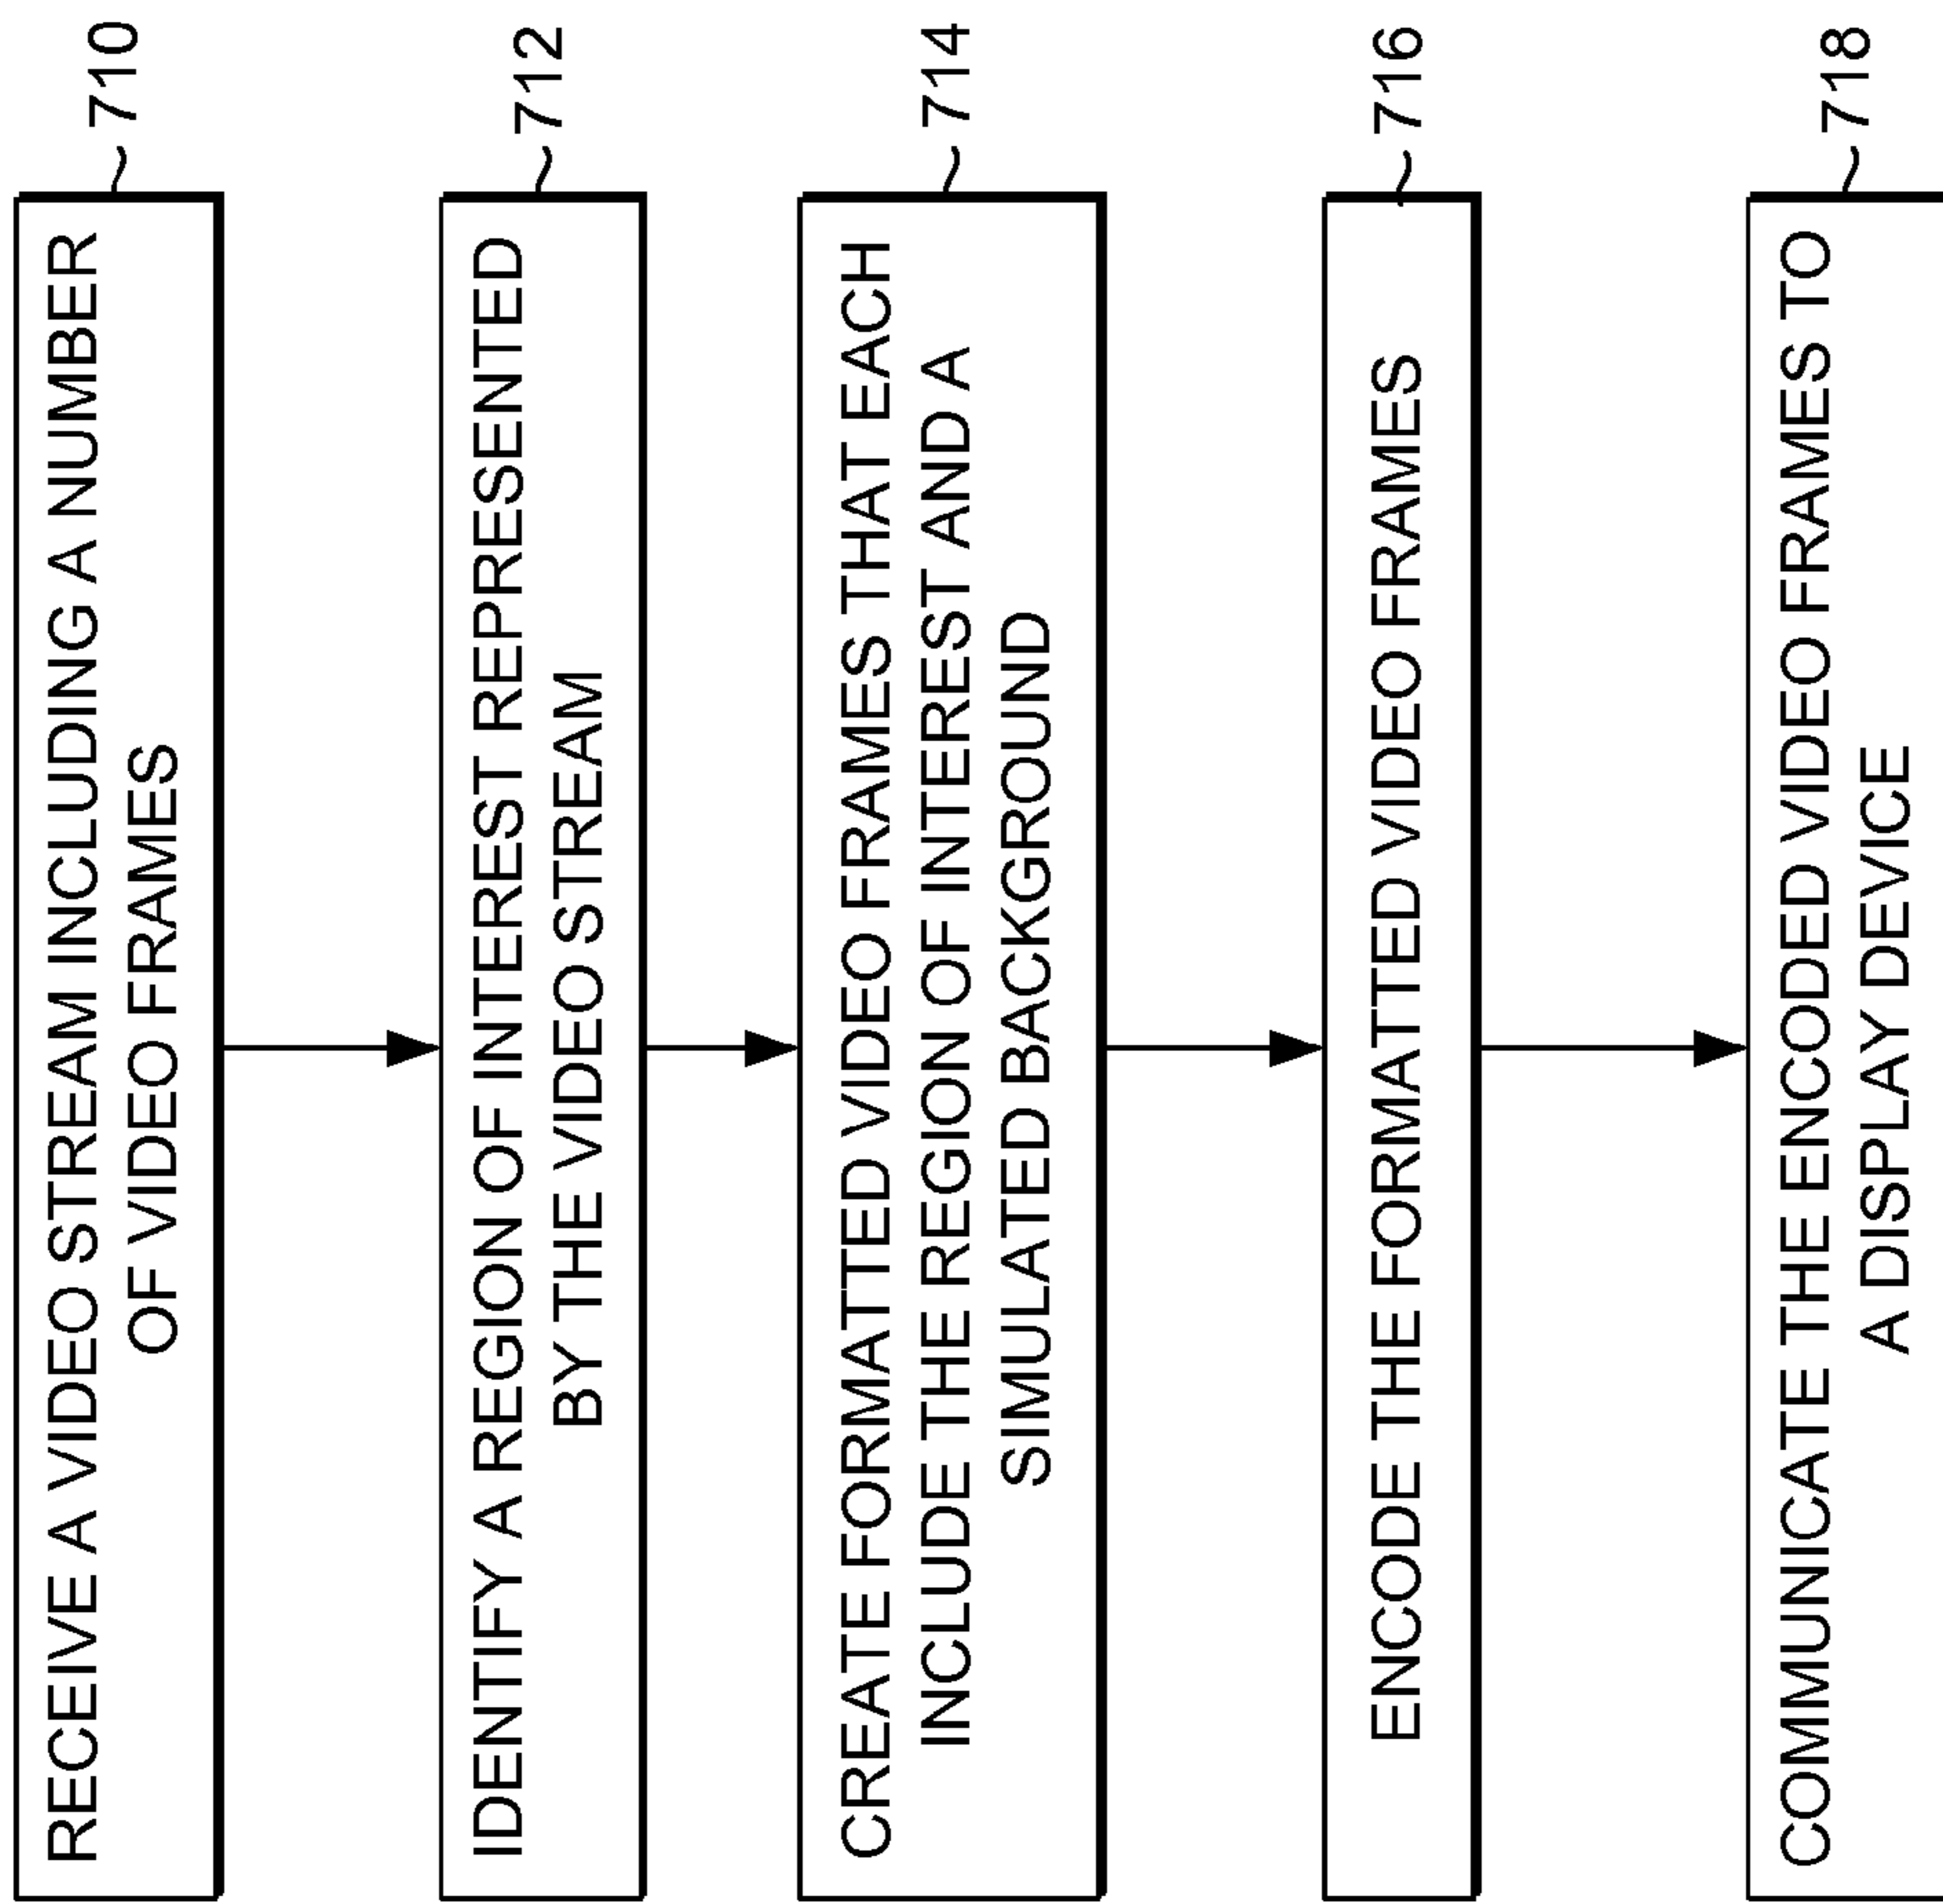 RECEIVE A VIDEO STREAM INCLUDING A NUMBER
OF VIDEO FRAMES
710
IDENTIFY A REGION OF INTEREST REPRESENTED
BY THE VIDEO STREAM
712
CREATE FORMATTED VIDEO FRAMES THAT EACH
INCLUDE THE REGION OF INTEREST AND A
SIMULATED BACKGROUND
714
ENCODE THE FORMATTED VIDEO FRAMES
716
COMMUNICATE THE ENCODED VIDEO FRAMES TO
A DISPLAY DEVICE
718